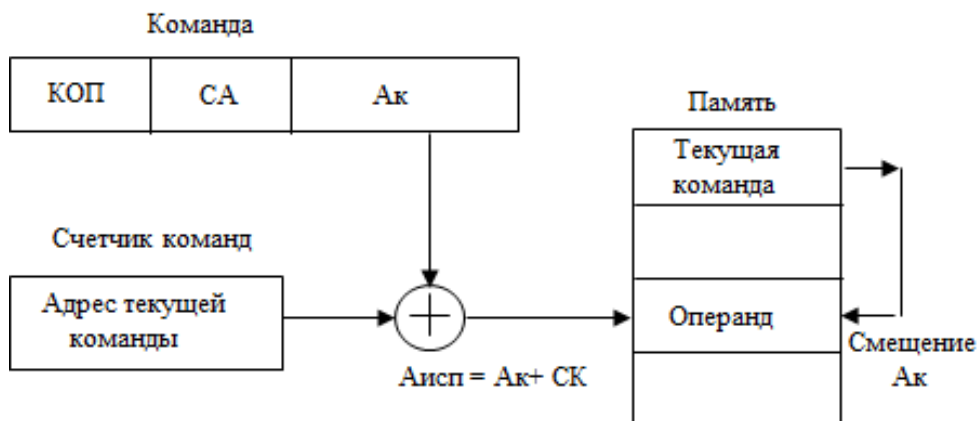 Команда
КОП СА Ак
Память
Текущая
команда
Счетчик команд
Адрес текущей
команды
Операнд
Смещение
Ак
Аисп = Ак+ СК